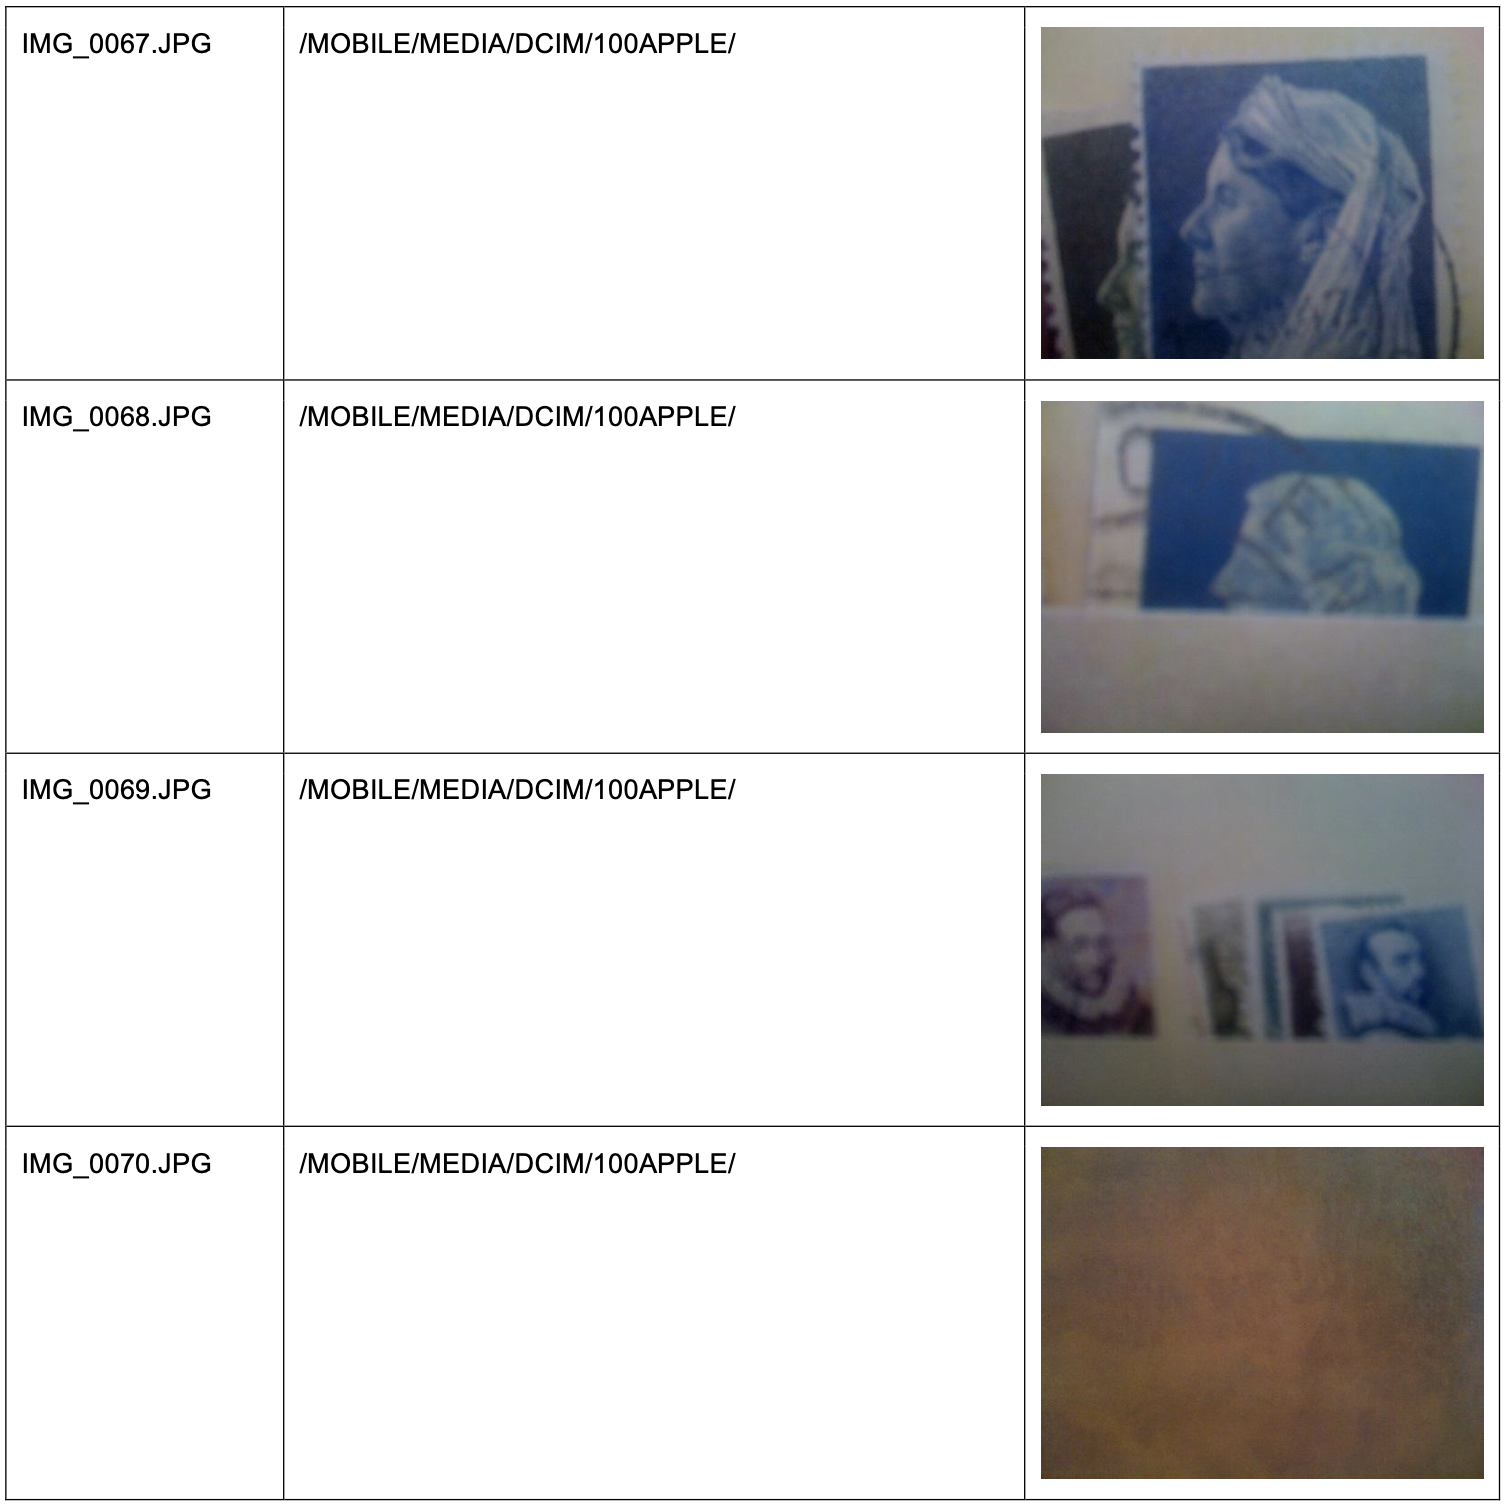 IMG_0067.JPG /MOBILE/MEDIA/DCIM/100APPLE/
IMG_0068.JPG /MOBILE/MEDIA/DCIM/100APPLE/
IMG_0069.JPG /MOBILE/MEDIA/DCIM/100APPLE/
IMG_0070.JPG /MOBILE/MEDIA/DCIM/100APPLE/